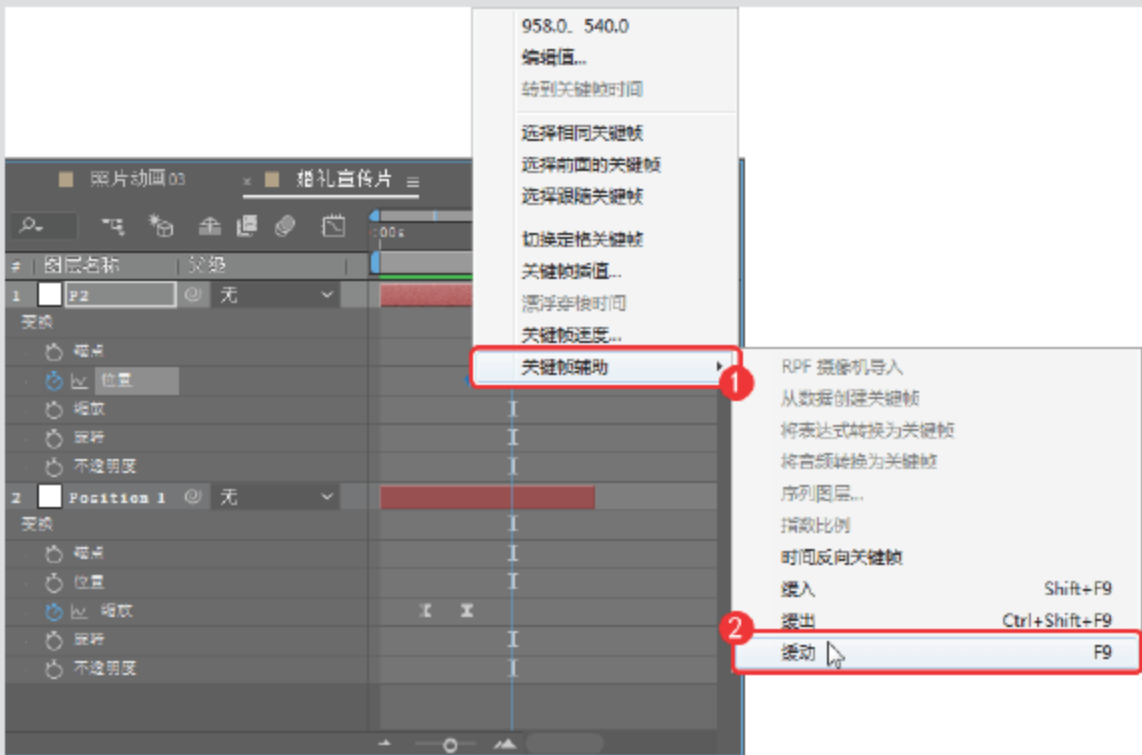 958.0、540.0
编辑值...
转到关键帧时间
选择相同关键帧
选择前面的关键帧
选择跟随关键帧
切换定格关键帧
关键帧插值...
漂浮穿梭时间
关键帧速度...
关键帧辅助
1
RPF 摄像机导入
从数据创建关键帧
将表达式转换为关键帧
将音频转换为关键帧
序列图层...
指数比例
时间反向关键帧
缓入 Shift+F9
缓出 Ctrl+Shift+F9
2
缓动 F9
照片动画03
× 婚礼宣传片
:00s
# 图层名称 父级
1 P2 无
变换
锚点
位置
缩放
旋转
不透明度
2 Position 1 无
变换
锚点
位置
缩放
旋转
不透明度